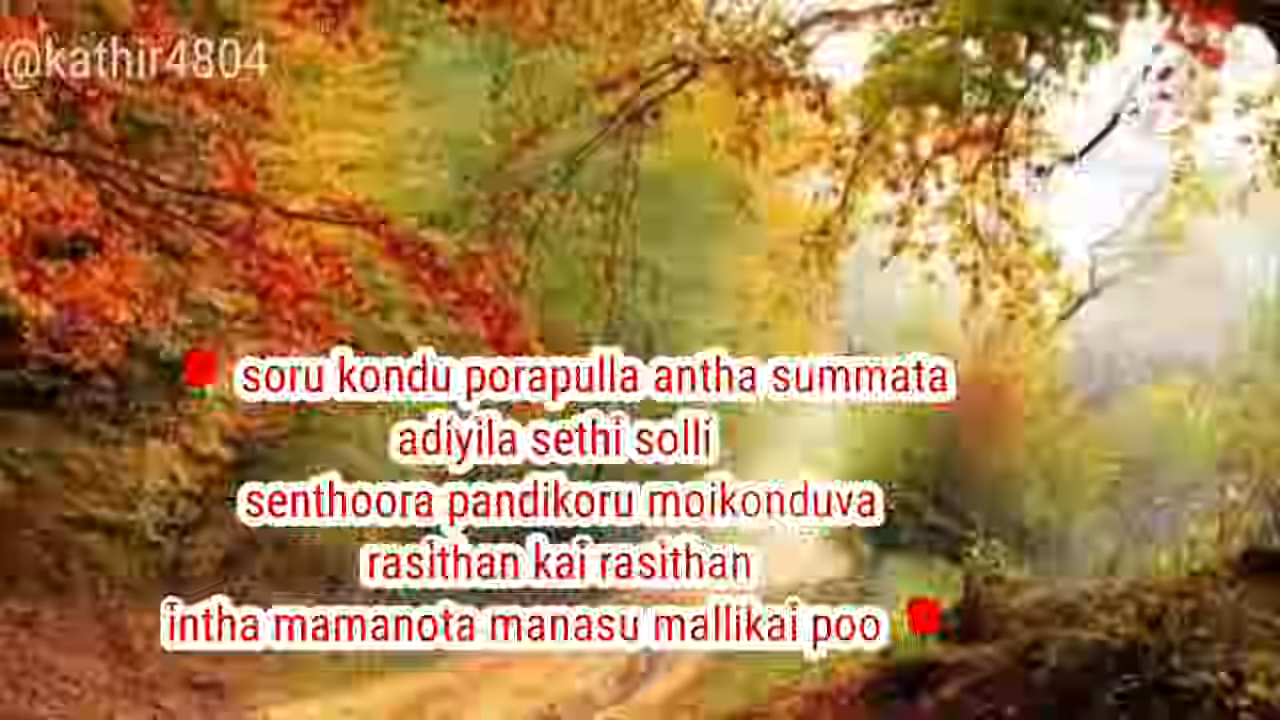 @kathir4804
soru kondu porapulla antha summata
adiyila sethi solli
senthoora pandikoru moikonduva
rasithan kai rasithan
intha mamanota manasu mallikai poo